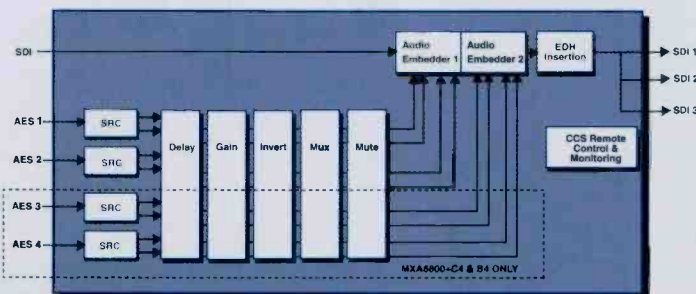 SDI
Audio Embedder 1
Audio Embedder 2
EDH Insertion
SDI 1
SDI 2
SDI 3
AES 1
SRC
AES 2
SRC
AES 3
SRC
AES 4
SRC
Delay
Gain
Invert
Mux
Mute
CCS Remote
Control &
Monitoring
MXA6800+C4 & B4 ONLY